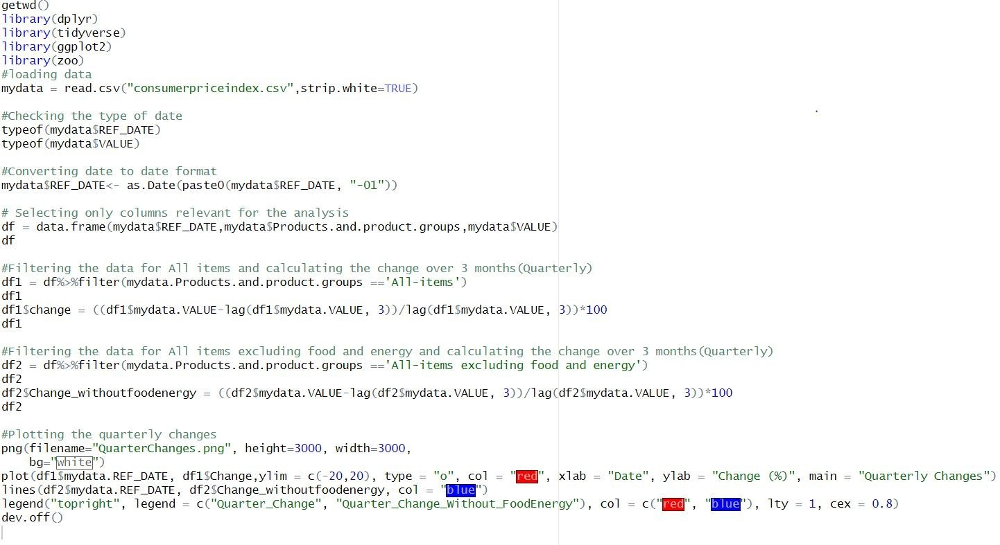 getwd()
library(dplyr)
library(tidyverse)
library(ggplot2)
library(zoo)
#loading data
mydata = read.csv("consumerpriceindex.csv",strip.white=TRUE)
#Checking the type of date
typeof(mydata$REF_DATE)
typeof(mydata$VALUE)
#Converting date to date format
mydata$REF_DATE<- as.Date(paste0(mydata$REF_DATE, "-01"))
# Selecting only columns relevant for the analysis
df = data.frame(mydata$REF_DATE,mydata$Products.and.product.groups,mydata$VALUE)
df
#Filtering the data for All items and calculating the change over 3 months(Quarterly)
df1 = df%>%filter(mydata.Products.and.product.groups =='All-items')
df1
df1$change = ((df1$mydata.VALUE-lag(df1$mydata.VALUE, 3))/lag(df1$mydata.VALUE, 3))*100
df1
#Filtering the data for All items excluding food and energy and calculating the change over 3 months(Quarterly)
df2 = df%>%filter(mydata.Products.and.product.groups =='All-items excluding food and energy')
df2
df2$Change_withoutfoodenergy = ((df2$mydata.VALUE-lag(df2$mydata.VALUE, 3))/lag(df2$mydata.VALUE, 3))*100
df2
#Plotting the quarterly changes
png(filename="QuarterChanges.png", height=3000, width=3000,
    bg="white")
plot(df1$mydata.REF_DATE, df1$Change,ylim = c(-20,20), type = "o", col = "red", xlab = "Date", ylab = "Change (%)", main = "Quarterly Changes")
lines(df2$mydata.REF_DATE, df2$Change_withoutfoodenergy, col = "blue")
legend("topright", legend = c("Quarter_Change", "Quarter_Change_Without_FoodEnergy"), col = c("red", "blue"), lty = 1, cex = 0.8)
dev.off()